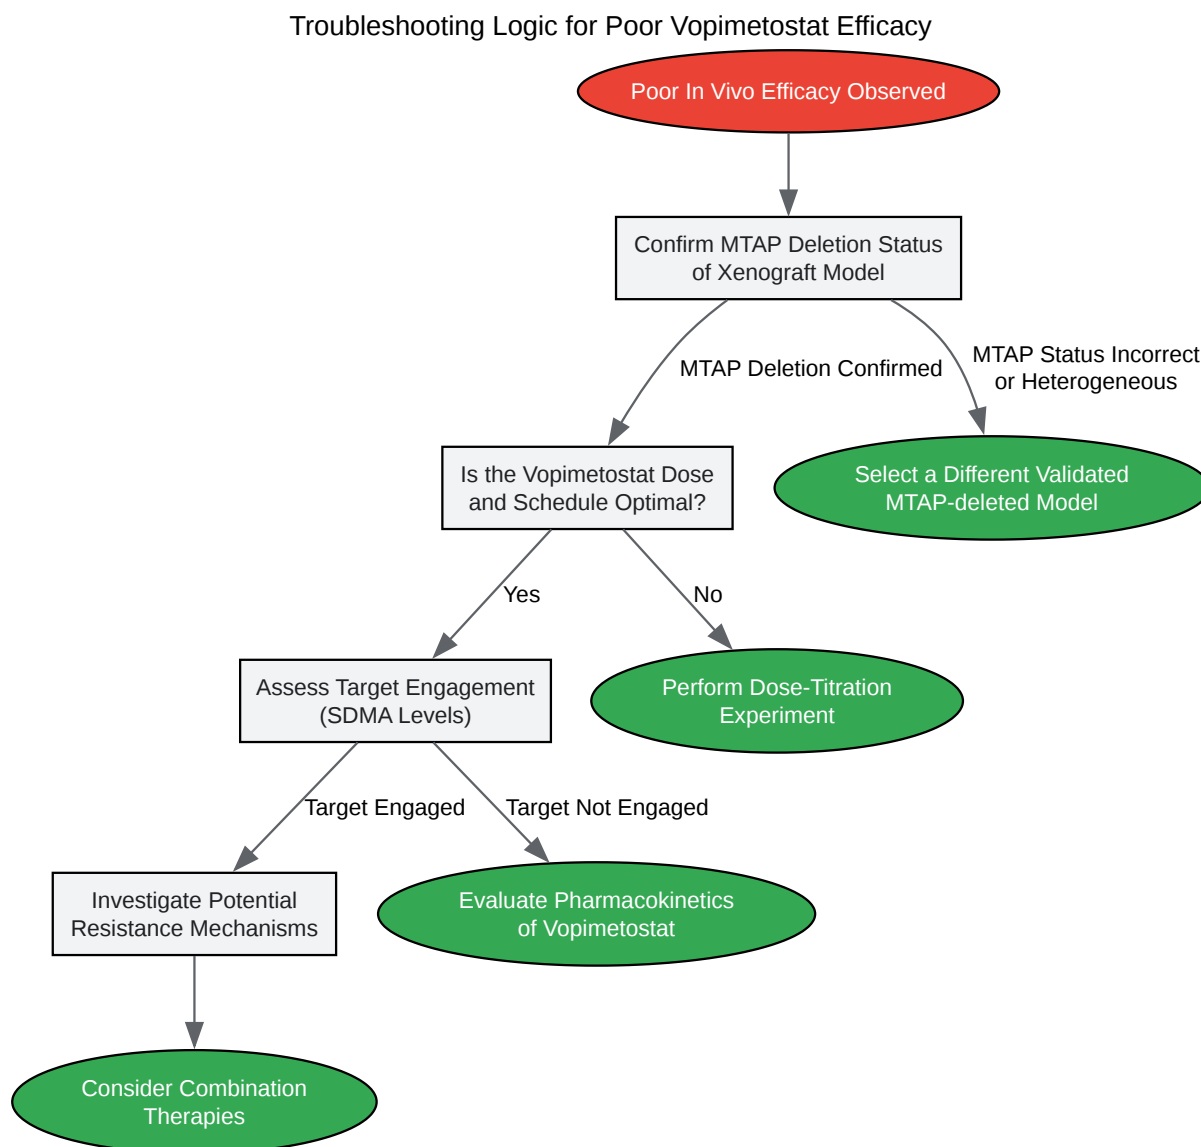 Troubleshooting Logic for Poor Vopimetostat Efficacy
Poor In Vivo Efficacy Observed
Confirm MTAP Deletion Status
of Xenograft Model
MTAP Deletion Confirmed
MTAP Status Incorrect
or Heterogeneous
Is the Vopimetostat Dose
and Schedule Optimal?
Select a Different Validated
MTAP-deleted Model
Yes
No
Assess Target Engagement
(SDMA Levels)
Perform Dose-Titration
Experiment
Target Engaged
Target Not Engaged
Investigate Potential
Resistance Mechanisms
Evaluate Pharmacokinetics
of Vopimetostat
Consider Combination
Therapies